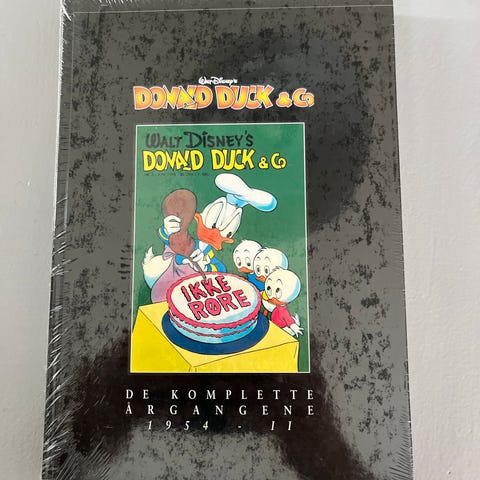 Walt Disney's
DONALD DUCK & Co
WALT DISNEY'S
DONALD DUCK & Co
IKKE
RØRE
DE KOMPLETTE
ÅRGANGENE
1954 - II